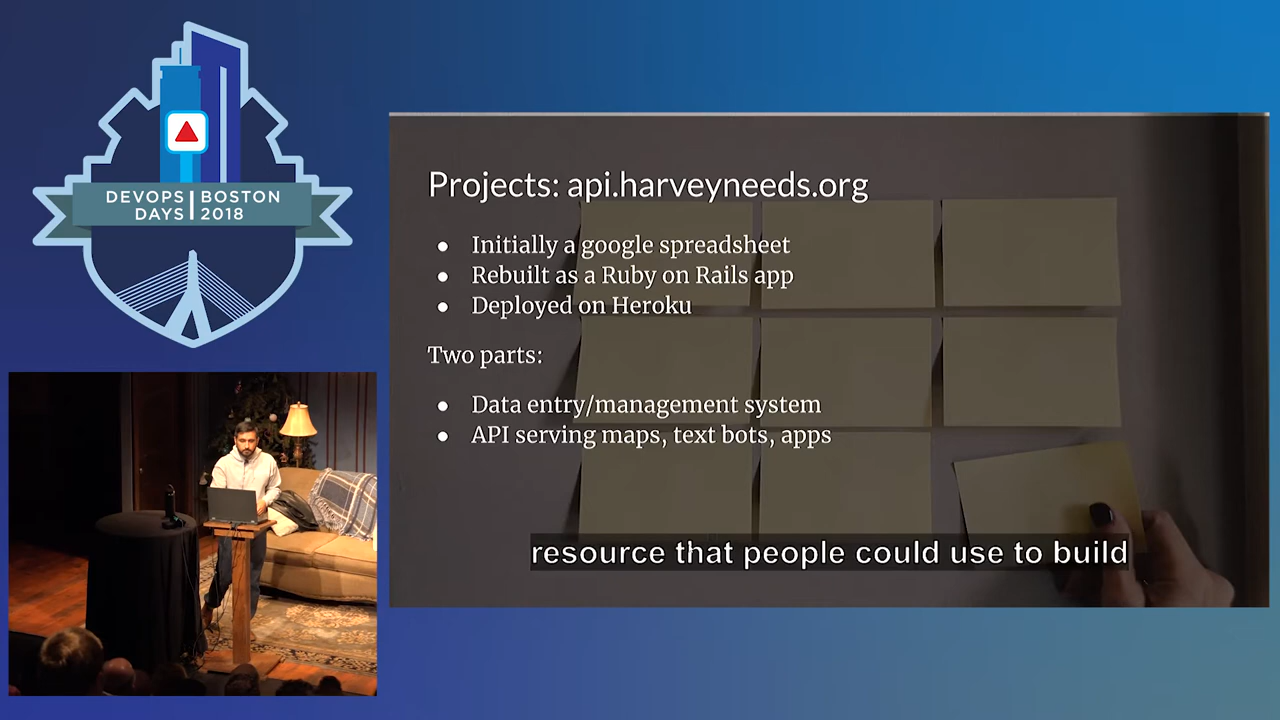 DEVOPS BOSTON
DAYS 2018
Projects: api.harveyneeds.org
● Initially a google spreadsheet
● Rebuilt as a Ruby on Rails app
● Deployed on Heroku
Two parts:
● Data entry/management system
● API serving maps, text bots, apps
resource that people could use to build